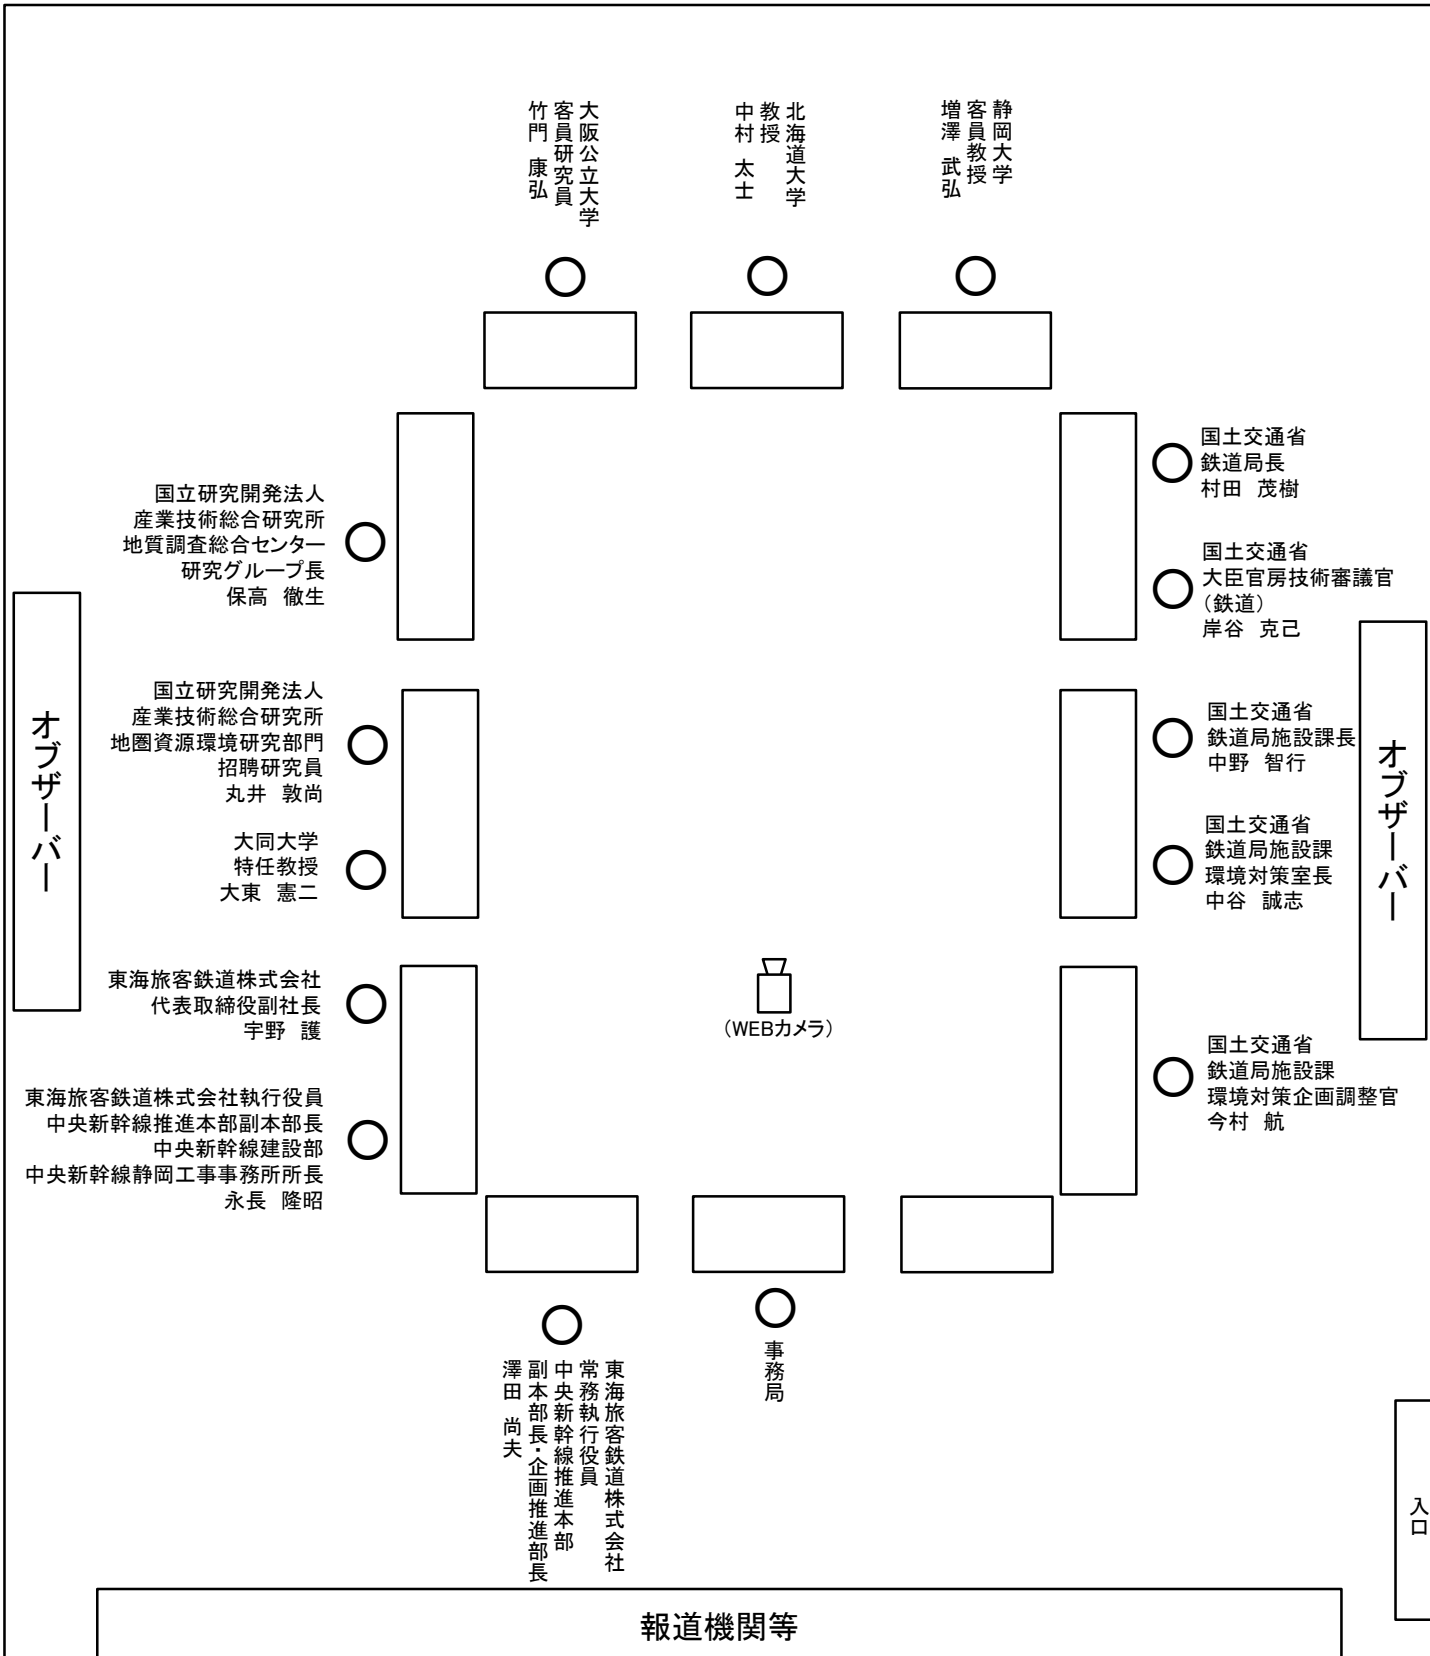 大阪公立大学
客員研究員
竹門 康弘
北海道大学
教授
中村 太士
静岡大学
客員教授
増澤 武弘
国立研究開発法人
産業技術総合研究所
地質調査総合センター
研究グループ長
保高 徹生
国立研究開発法人
産業技術総合研究所
地圏資源環境研究部門
招聘研究員
丸井 敦尚
大同大学
特任教授
大東 憲二
東海旅客鉄道株式会社
代表取締役副社長
宇野 護
東海旅客鉄道株式会社執行役員
中央新幹線推進本部副本部長
中央新幹線建設部
中央新幹線静岡工事事務所所長
永長 隆昭
オブザーバー
国土交通省
鉄道局長
村田 茂樹
国土交通省
大臣官房技術審議官
(鉄道)
岸谷 克己
国土交通省
鉄道局施設課長
中野 智行
国土交通省
鉄道局施設課
環境対策室長
中谷 誠志
国土交通省
鉄道局施設課
環境対策企画調整官
今村 航
オブザーバー
(WEBカメラ)
東海旅客鉄道株式会社
常務執行役員
中央新幹線推進本部
副本部長・企画推進部長
澤田 尚夫
事務局
入口
報道機関等